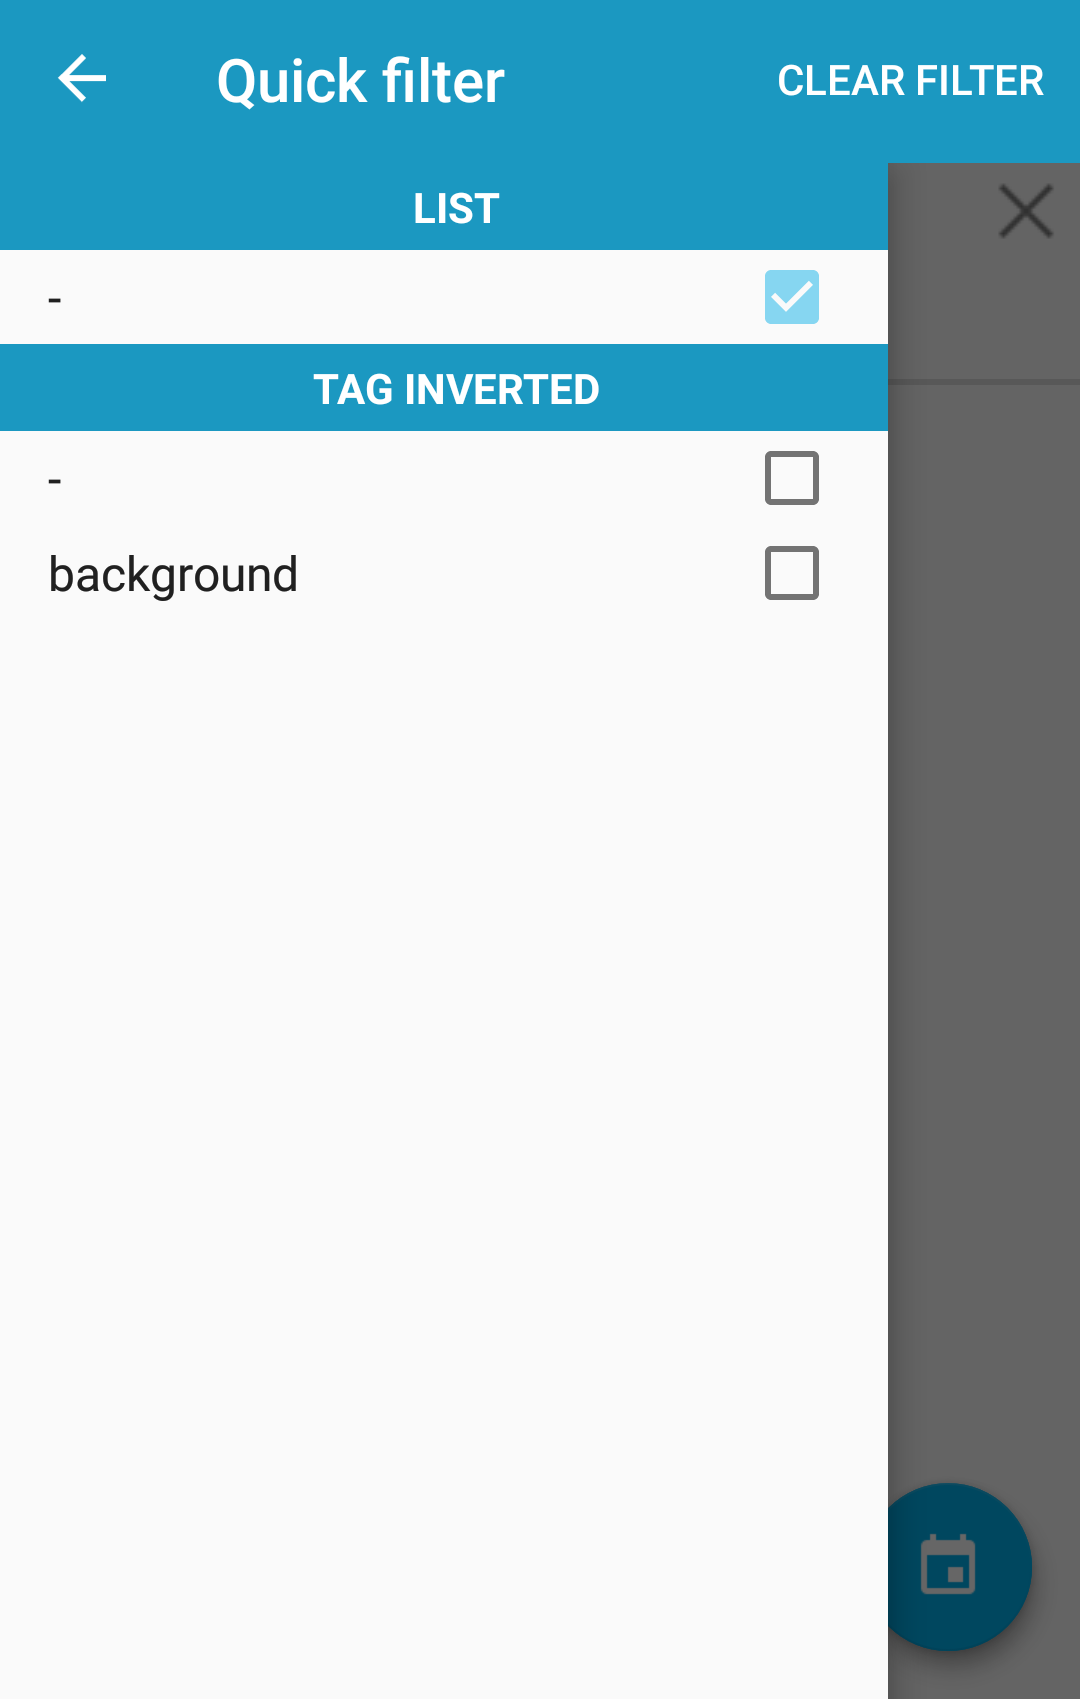 Quick filter
CLEAR FILTER
LIST
-
TAG INVERTED
-
background